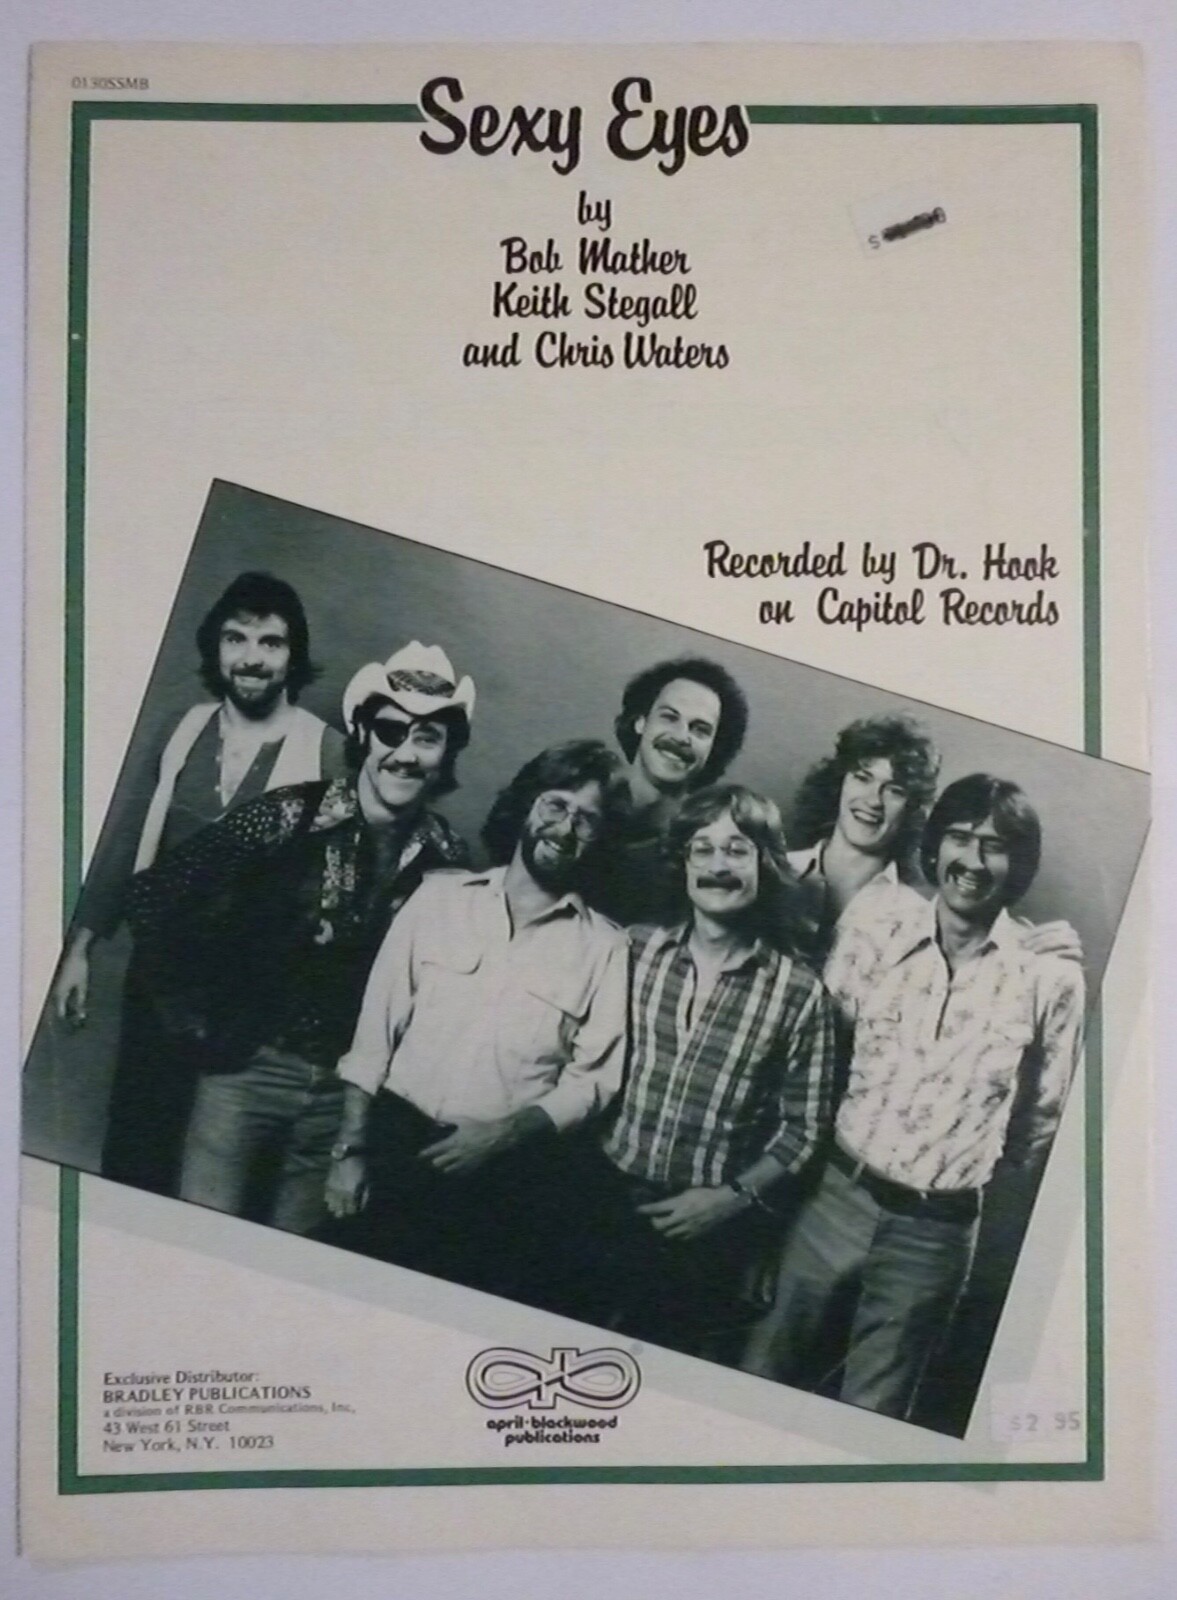 0130SSMB
Sexy Eyes
by
Bob Mather
Keith Stegall
and Chris Waters
$
Recorded by Dr. Hook
on Capitol Records
Exclusive Distributor:
BRADLEY PUBLICATIONS
a division of RBR Communications, Inc.
43 West 61 Street
New York, N.Y. 10023
april·blackwood
publications
$2 95